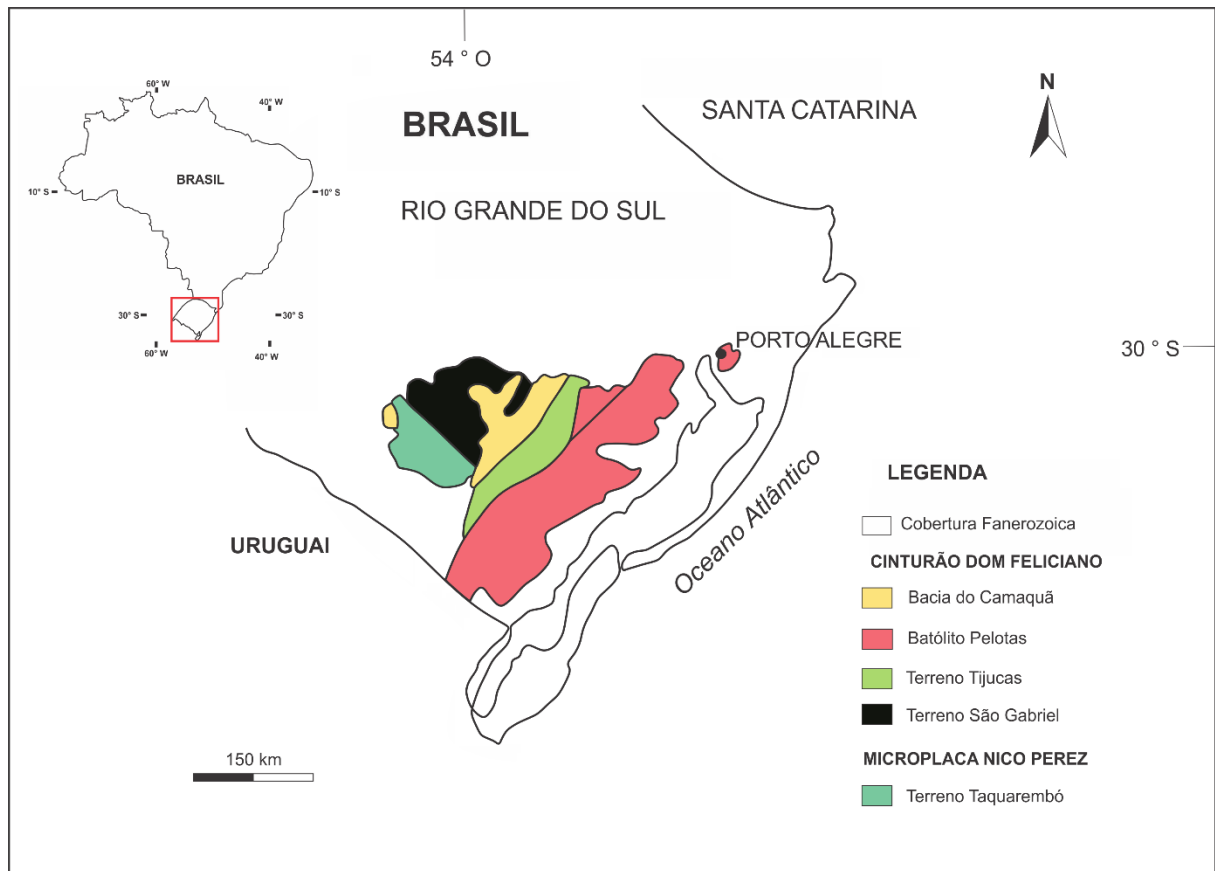 54 ° O
BRASIL
SANTA CATARINA
N
RIO GRANDE DO SUL
60° W
40° W
BRASIL
10° S
10° S
30° S
30° S
60° W
40° W
PORTO ALEGRE
30 ° S
URUGUAI
Oceano Atlântico
LEGENDA
Cobertura Fanerozoica
CINTURÃO DOM FELICIANO
Bacia do Camaquã
Batólito Pelotas
Terreno Tijucas
Terreno São Gabriel
MICROPLACA NICO PEREZ
Terreno Taquarembó
150 km